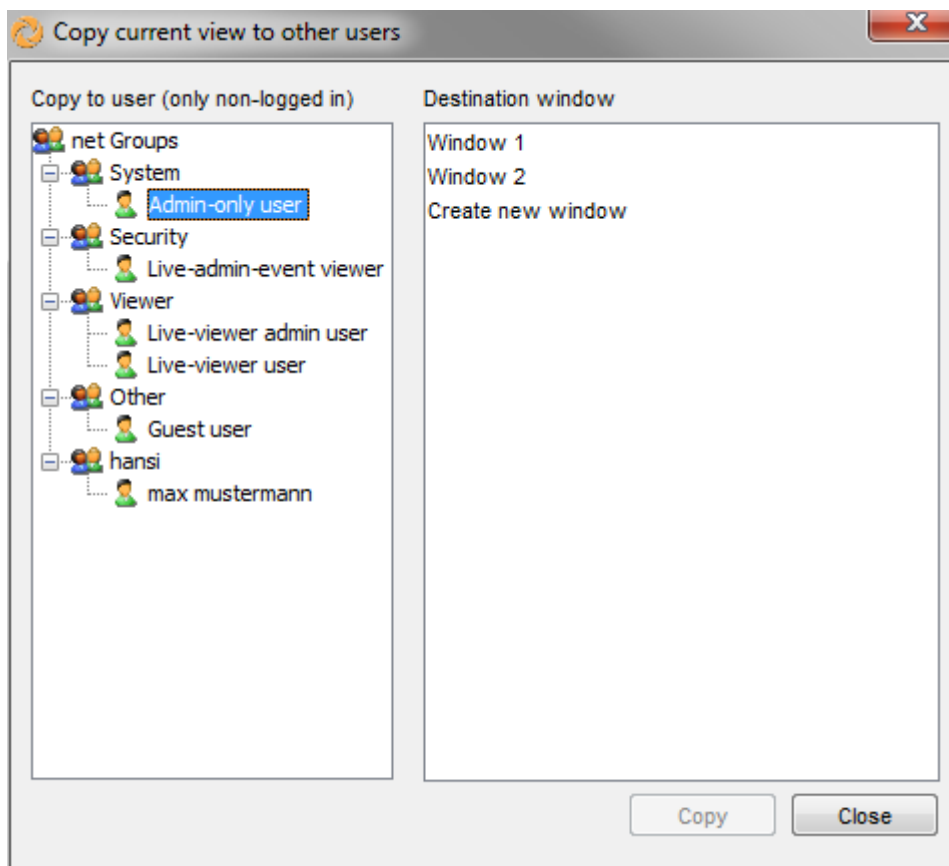 Copy current view to other users
Copy to user (only non-logged in)
net Groups
System
Admin-only user
Security
Live-admin-event viewer
Viewer
Live-viewer admin user
Live-viewer user
Other
Guest user
hansi
max mustermann
Destination window
Window 1
Window 2
Create new window
Copy
Close